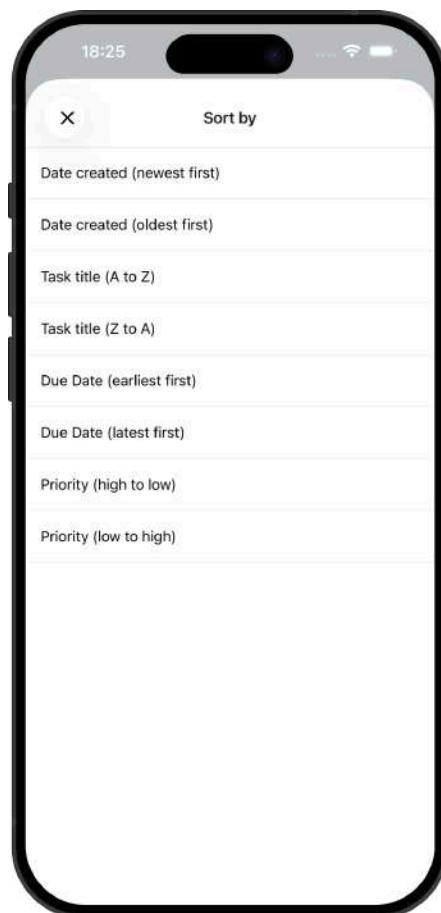 18:25
Sort by
Date created (newest first)
Date created (oldest first)
Task title (A to Z)
Task title (Z to A)
Due Date (earliest first)
Due Date (latest first)
Priority (high to low)
Priority (low to high)